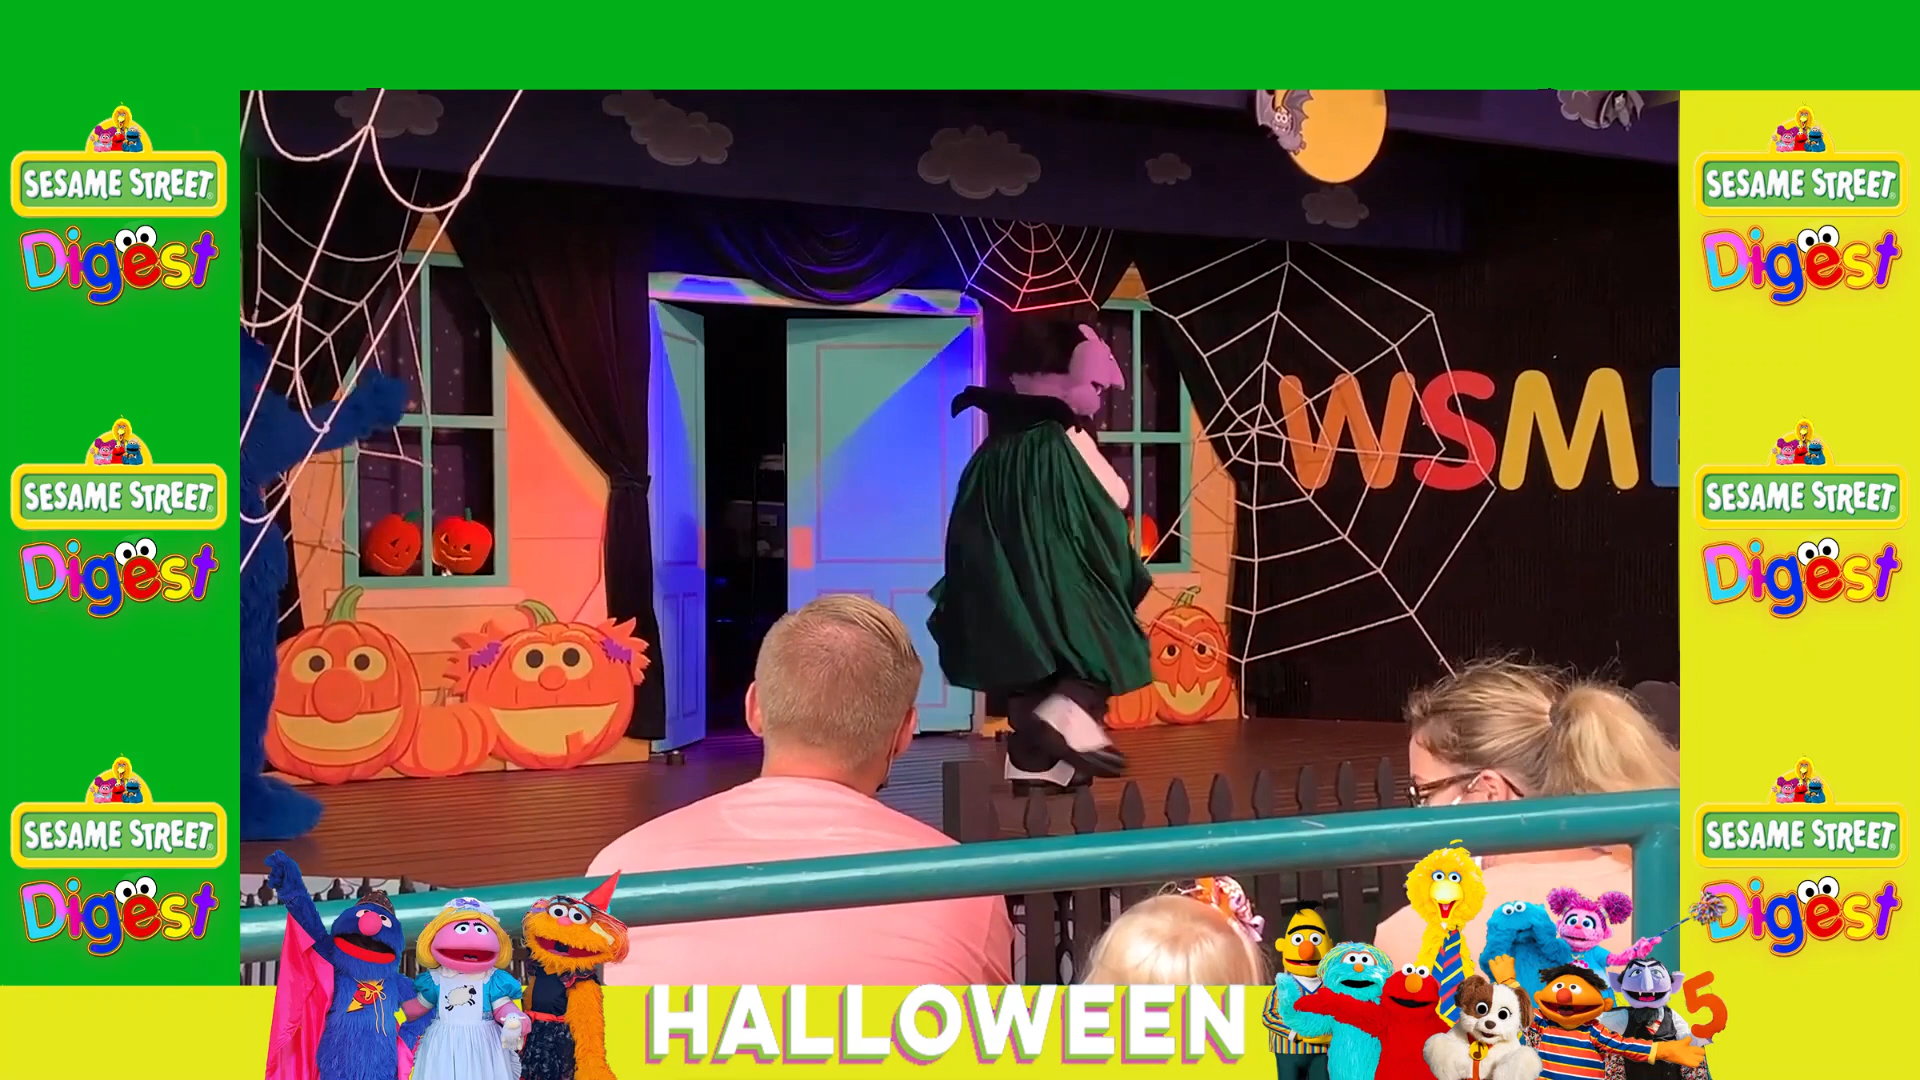 SESAME STREET
Digest
SESAME STREET
Digest
SESAME STREET
Digest
WSM
SESAME STREET
Digest
SESAME STREET
Digest
SESAME STREET
Digest
HALLOWEEN
5